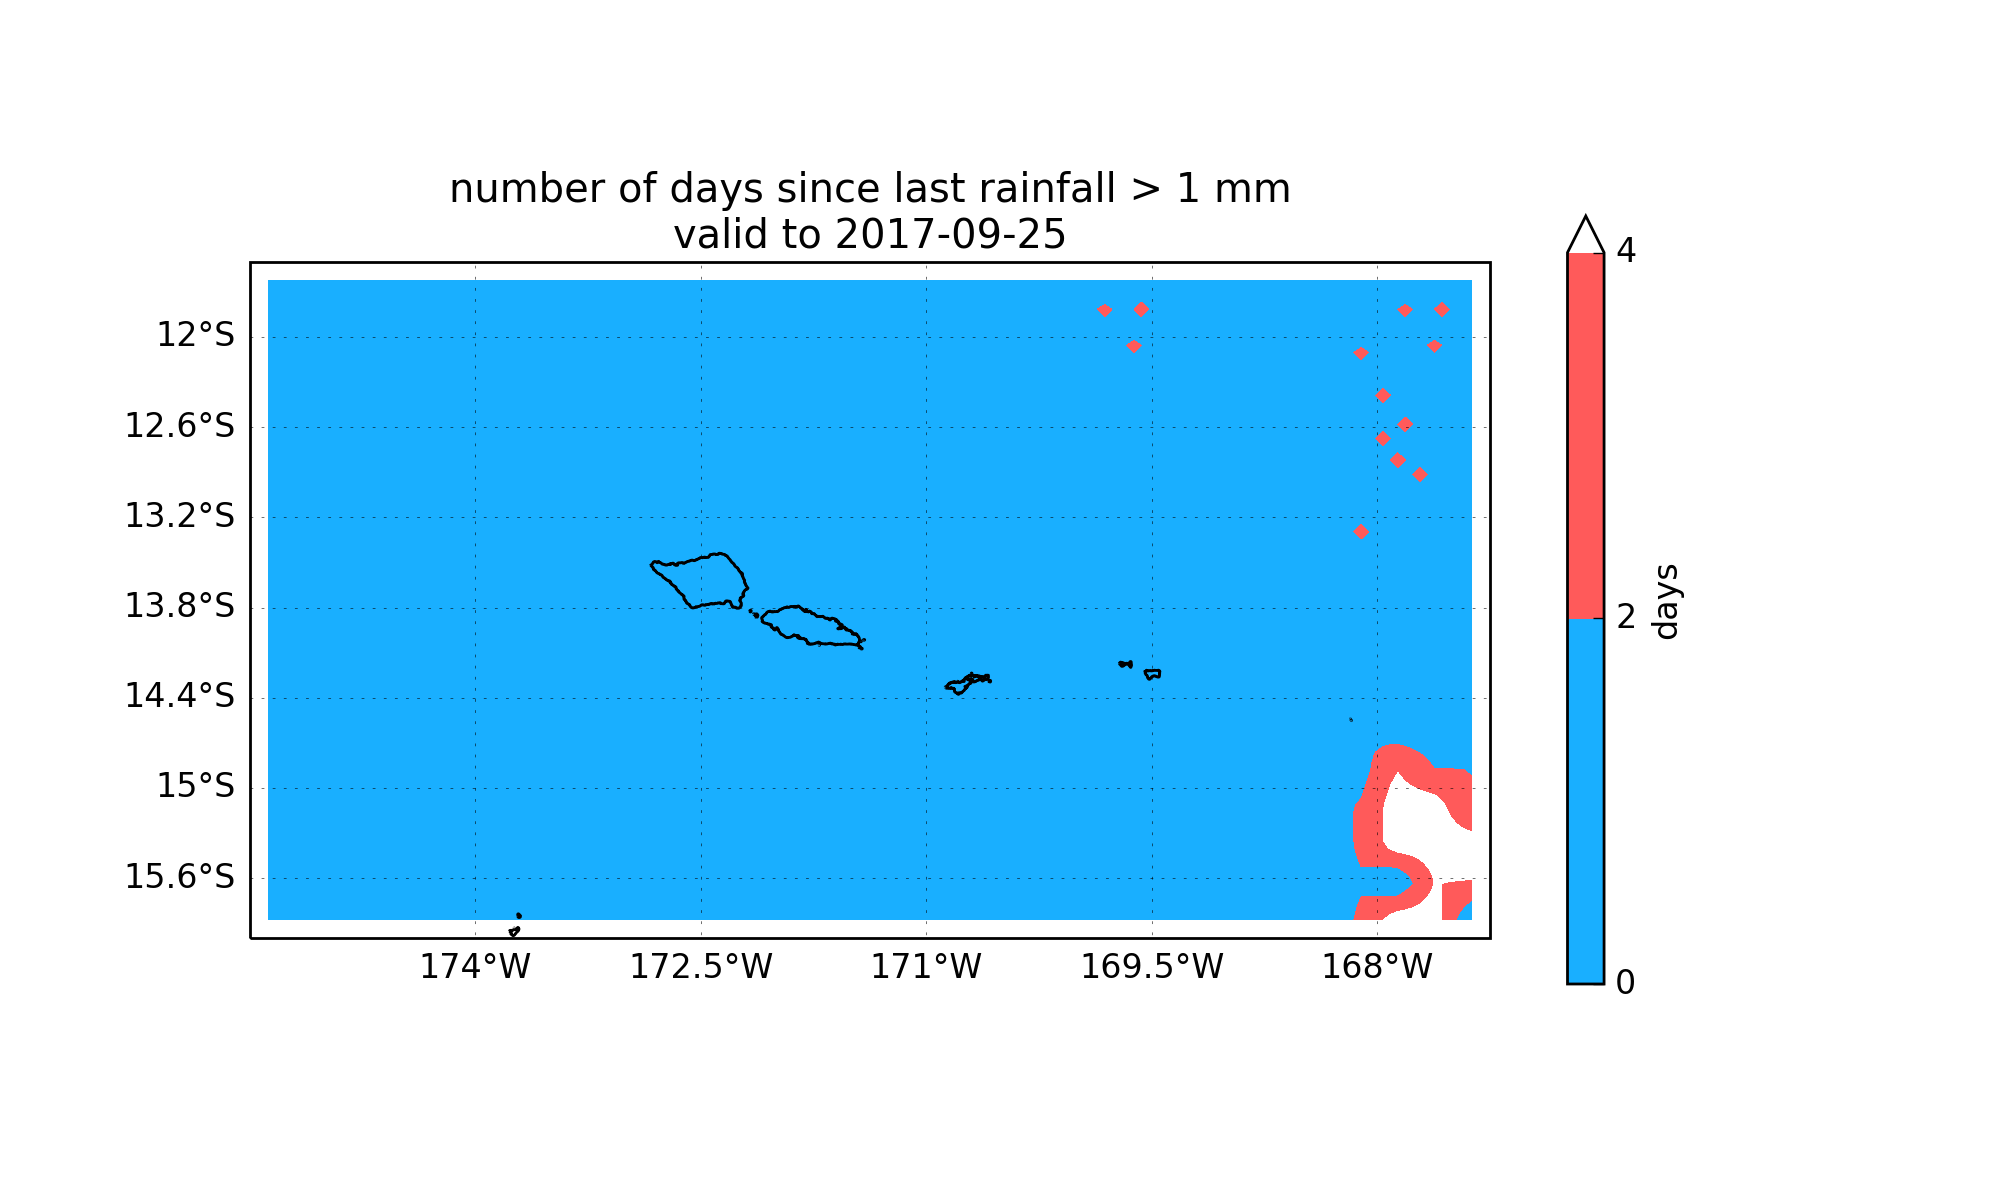 number of days since last rainfall > 1 mm
valid to 2017-09-25
12°S
12.6°S
13.2°S
13.8°S
14.4°S
15°S
15.6°S
174°W 172.5°W 171°W 169.5°W 168°W
4
2
0
days